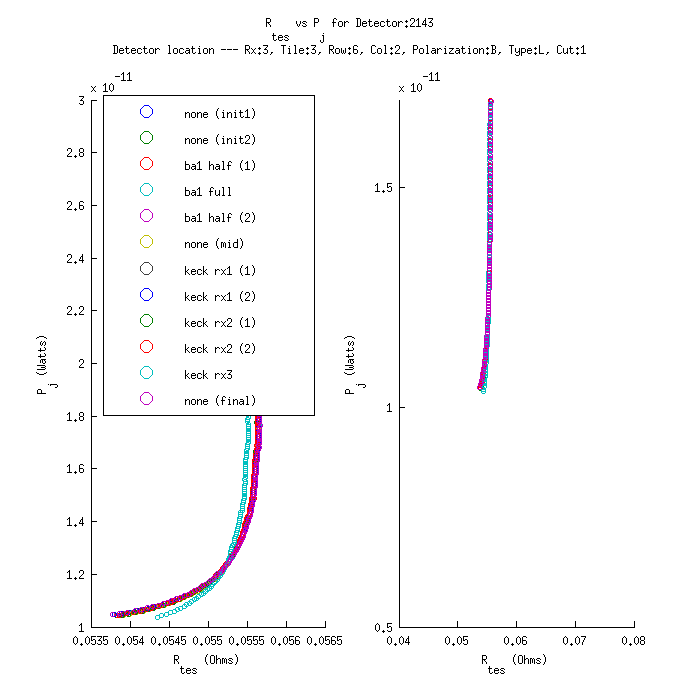 R    vs P  for Detector:2143
tes    j
Detector location --- Rx:3, Tile:3, Row:6, Col:2, Polarization:B, Type:L, Cut:1
x 10^-11
3
2.8
2.6
2.4
2.2
2
1.8
1.6
1.4
1.2
1
P_j (Watts)
none (init1)
none (init2)
ba1 half (1)
ba1 full
ba1 half (2)
none (mid)
keck rx1 (1)
keck rx1 (2)
keck rx2 (1)
keck rx2 (2)
keck rx3
none (final)
0.0535 0.054 0.0545 0.055 0.0555 0.056 0.0565
R_tes (Ohms)
x 10^-11
1.5
1
0.5
P_j (Watts)
0.04 0.05 0.06 0.07 0.08
R_tes (Ohms)